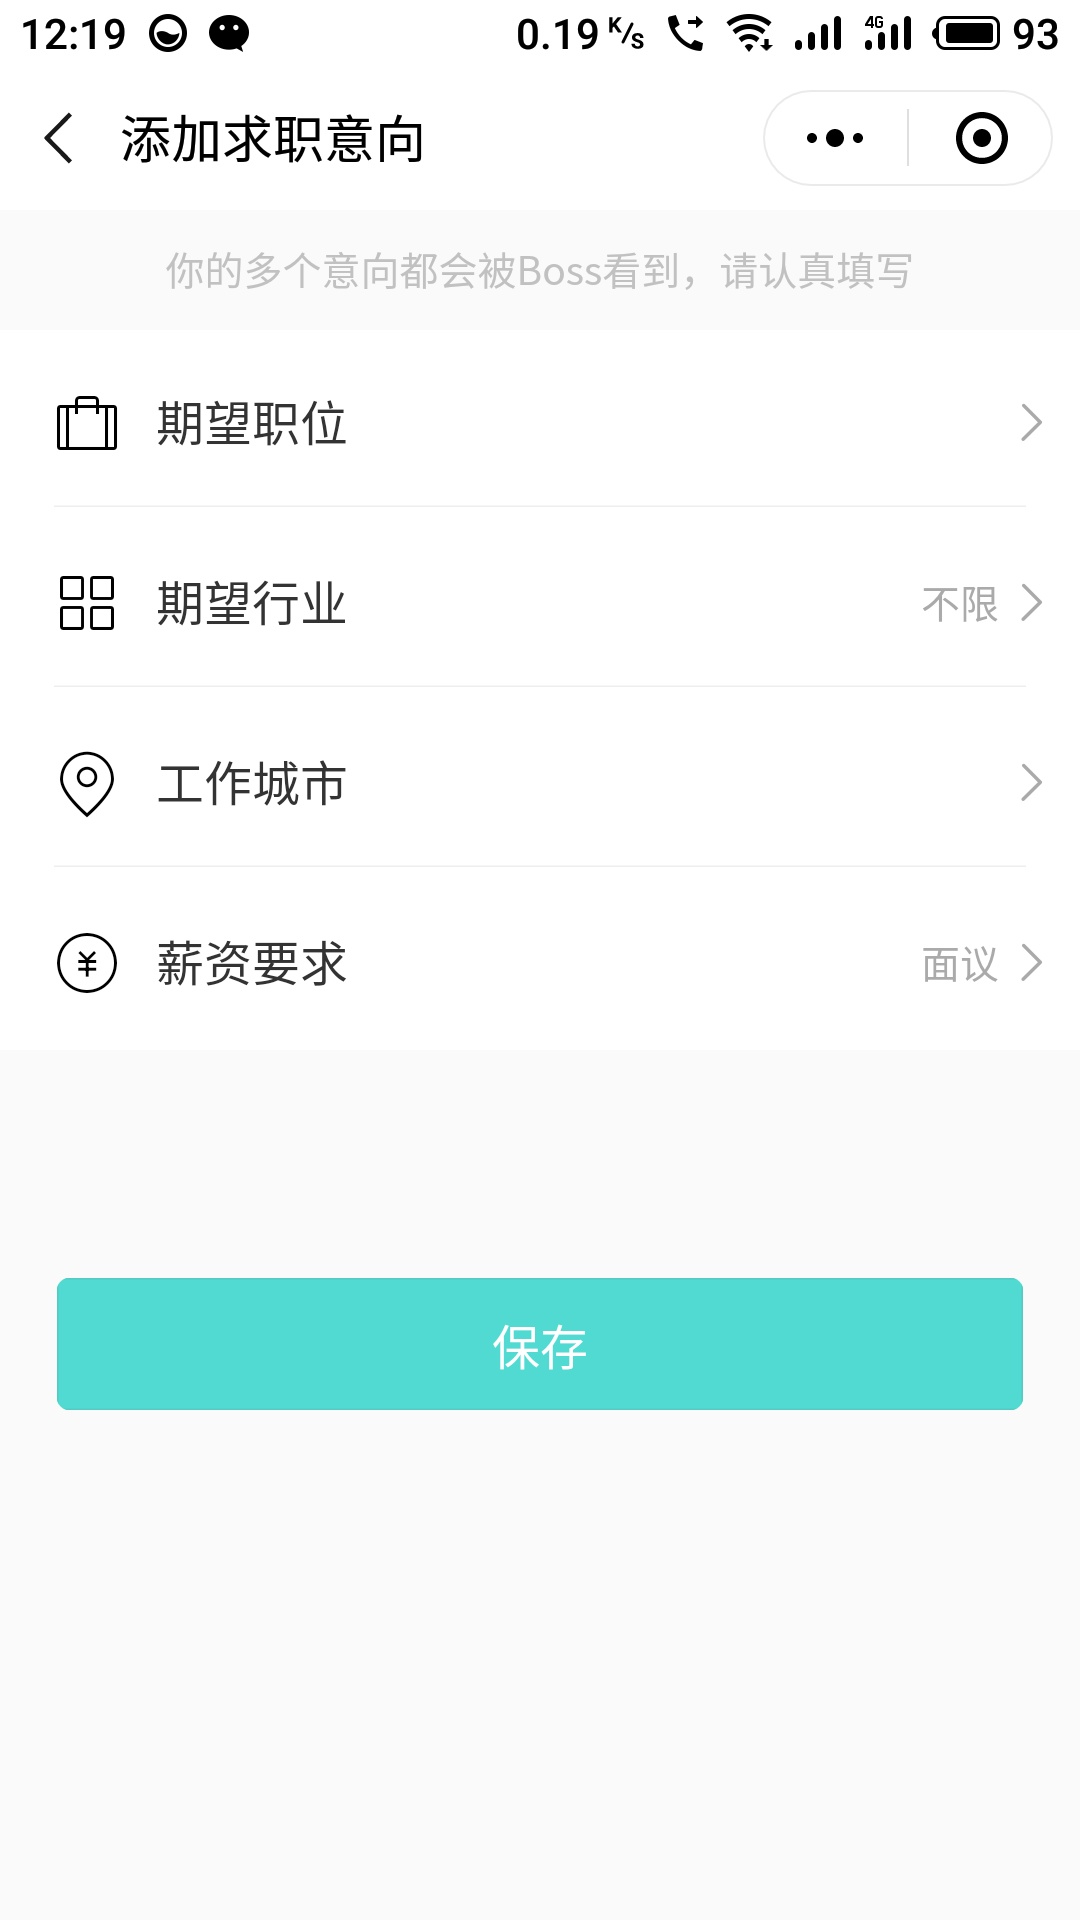 12:19 0.19 K/s 4G 93
添加求职意向
你的多个意向都会被Boss看到，请认真填写
期望职位
期望行业 不限
工作城市
¥ 薪资要求 面议
保存